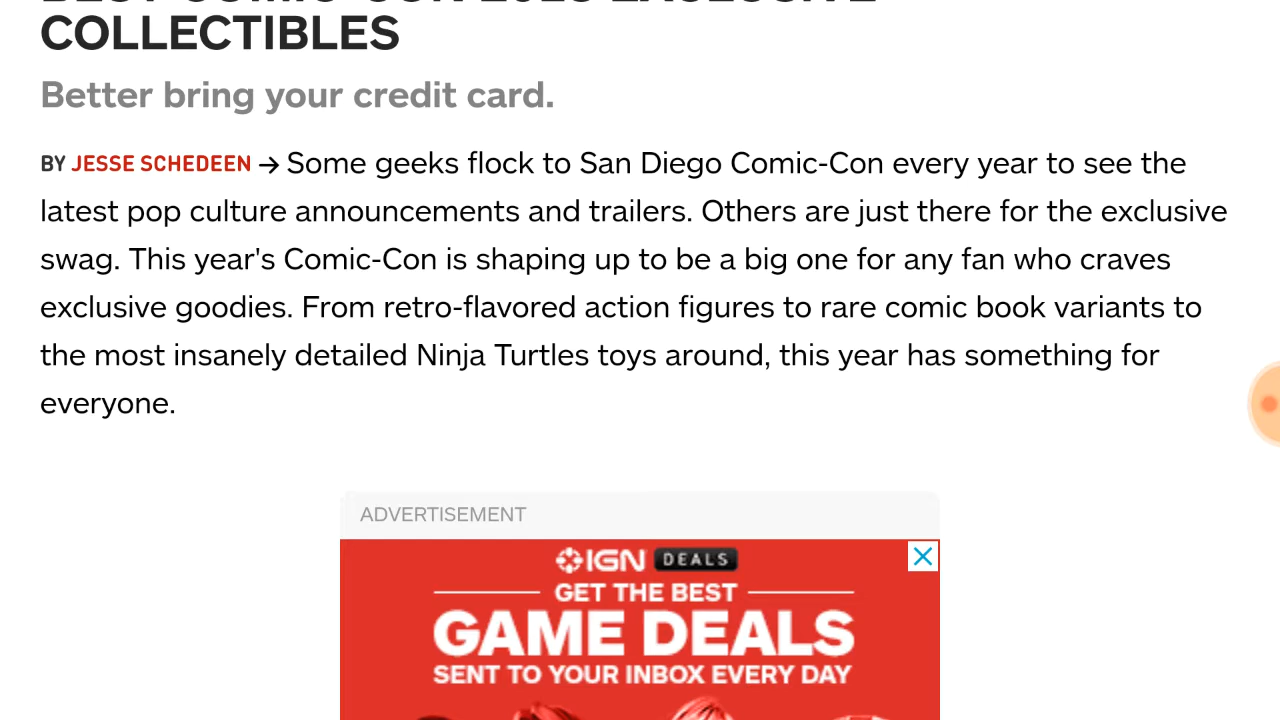 COLLECTIBLES
Better bring your credit card.
BY JESSE SCHEDEEN → Some geeks flock to San Diego Comic-Con every year to see the
latest pop culture announcements and trailers. Others are just there for the exclusive
swag. This year's Comic-Con is shaping up to be a big one for any fan who craves
exclusive goodies. From retro-flavored action figures to rare comic book variants to
the most insanely detailed Ninja Turtles toys around, this year has something for
everyone.
ADVERTISEMENT
IGN DEALS
GET THE BEST
GAME DEALS
SENT TO YOUR INBOX EVERY DAY